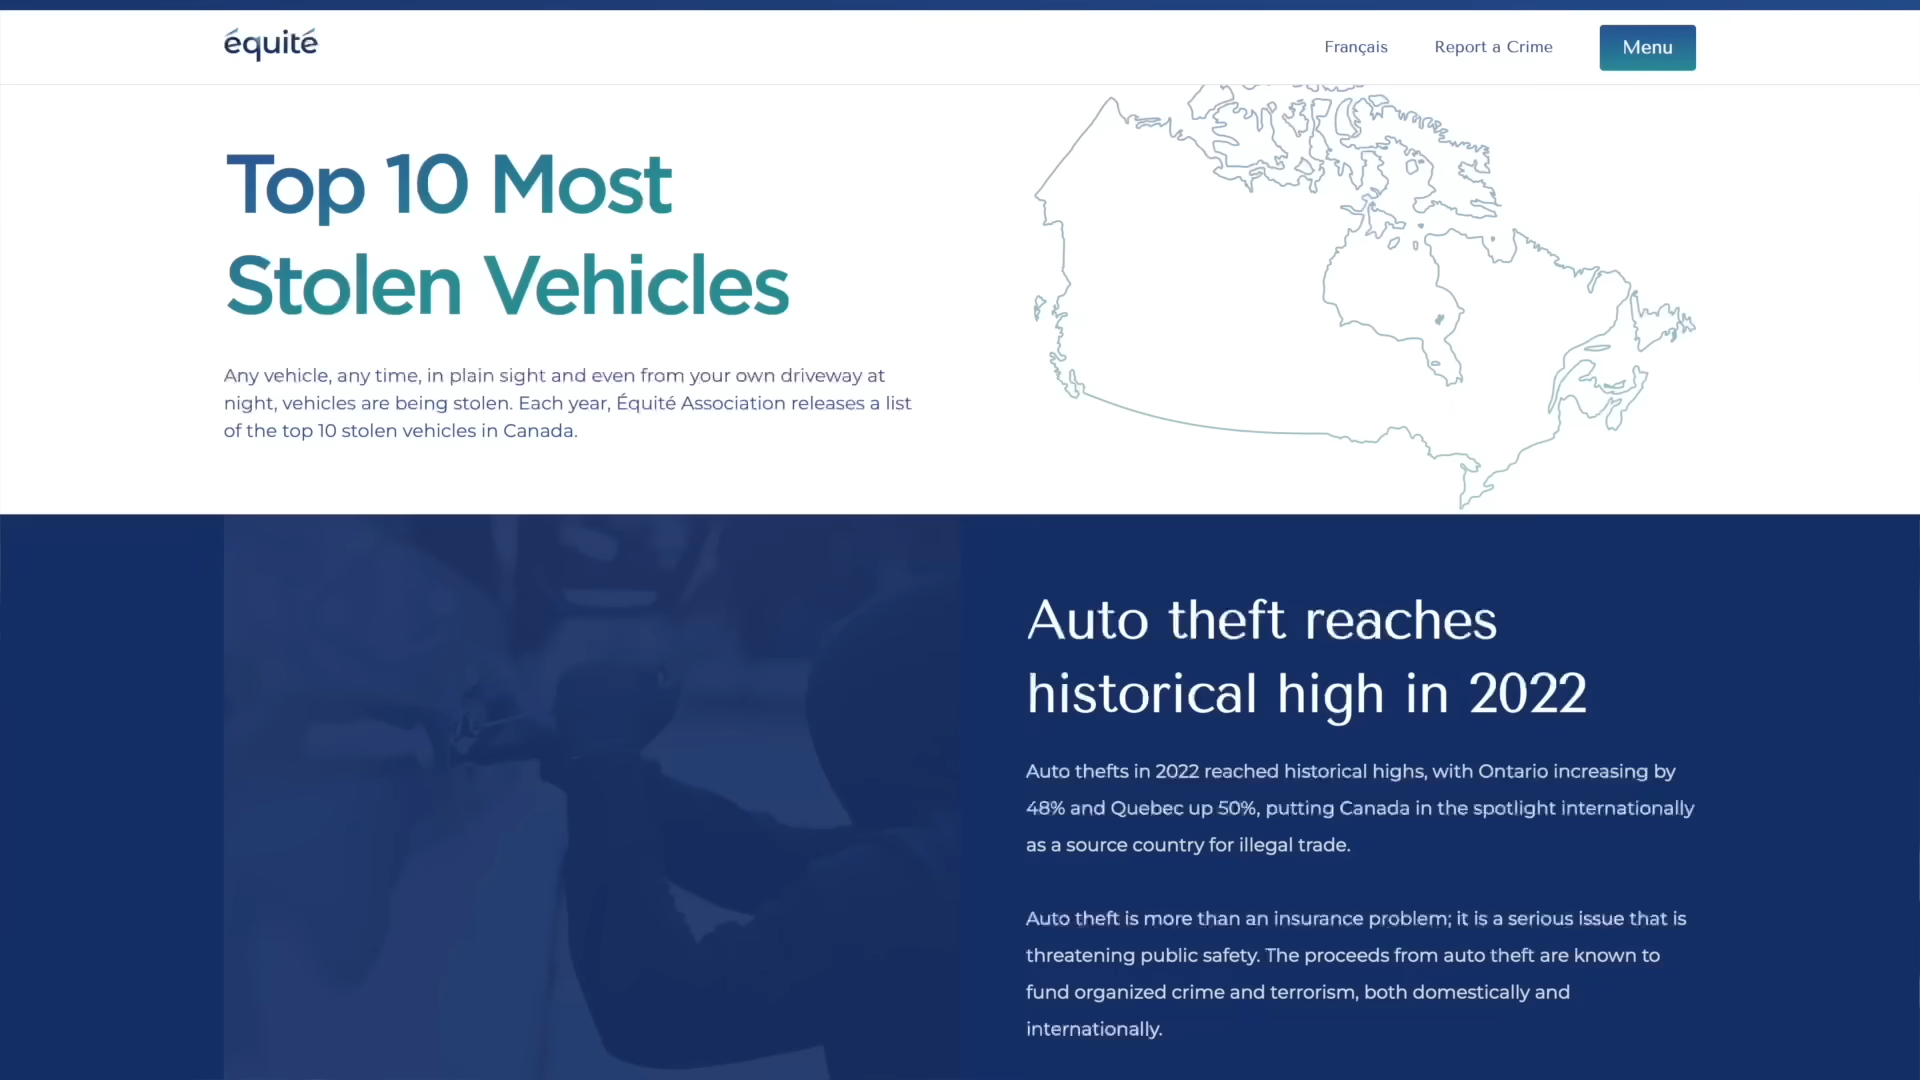 équité
Français
Report a Crime
Menu
Top 10 Most
Stolen Vehicles
Any vehicle, any time, in plain sight and even from your own driveway at
night, vehicles are being stolen. Each year, Équité Association releases a list
of the top 10 stolen vehicles in Canada.
Auto theft reaches
historical high in 2022
Auto thefts in 2022 reached historical highs, with Ontario increasing by
48% and Quebec up 50%, putting Canada in the spotlight internationally
as a source country for illegal trade.
Auto theft is more than an insurance problem; it is a serious issue that is
threatening public safety. The proceeds from auto theft are known to
fund organized crime and terrorism, both domestically and
internationally.